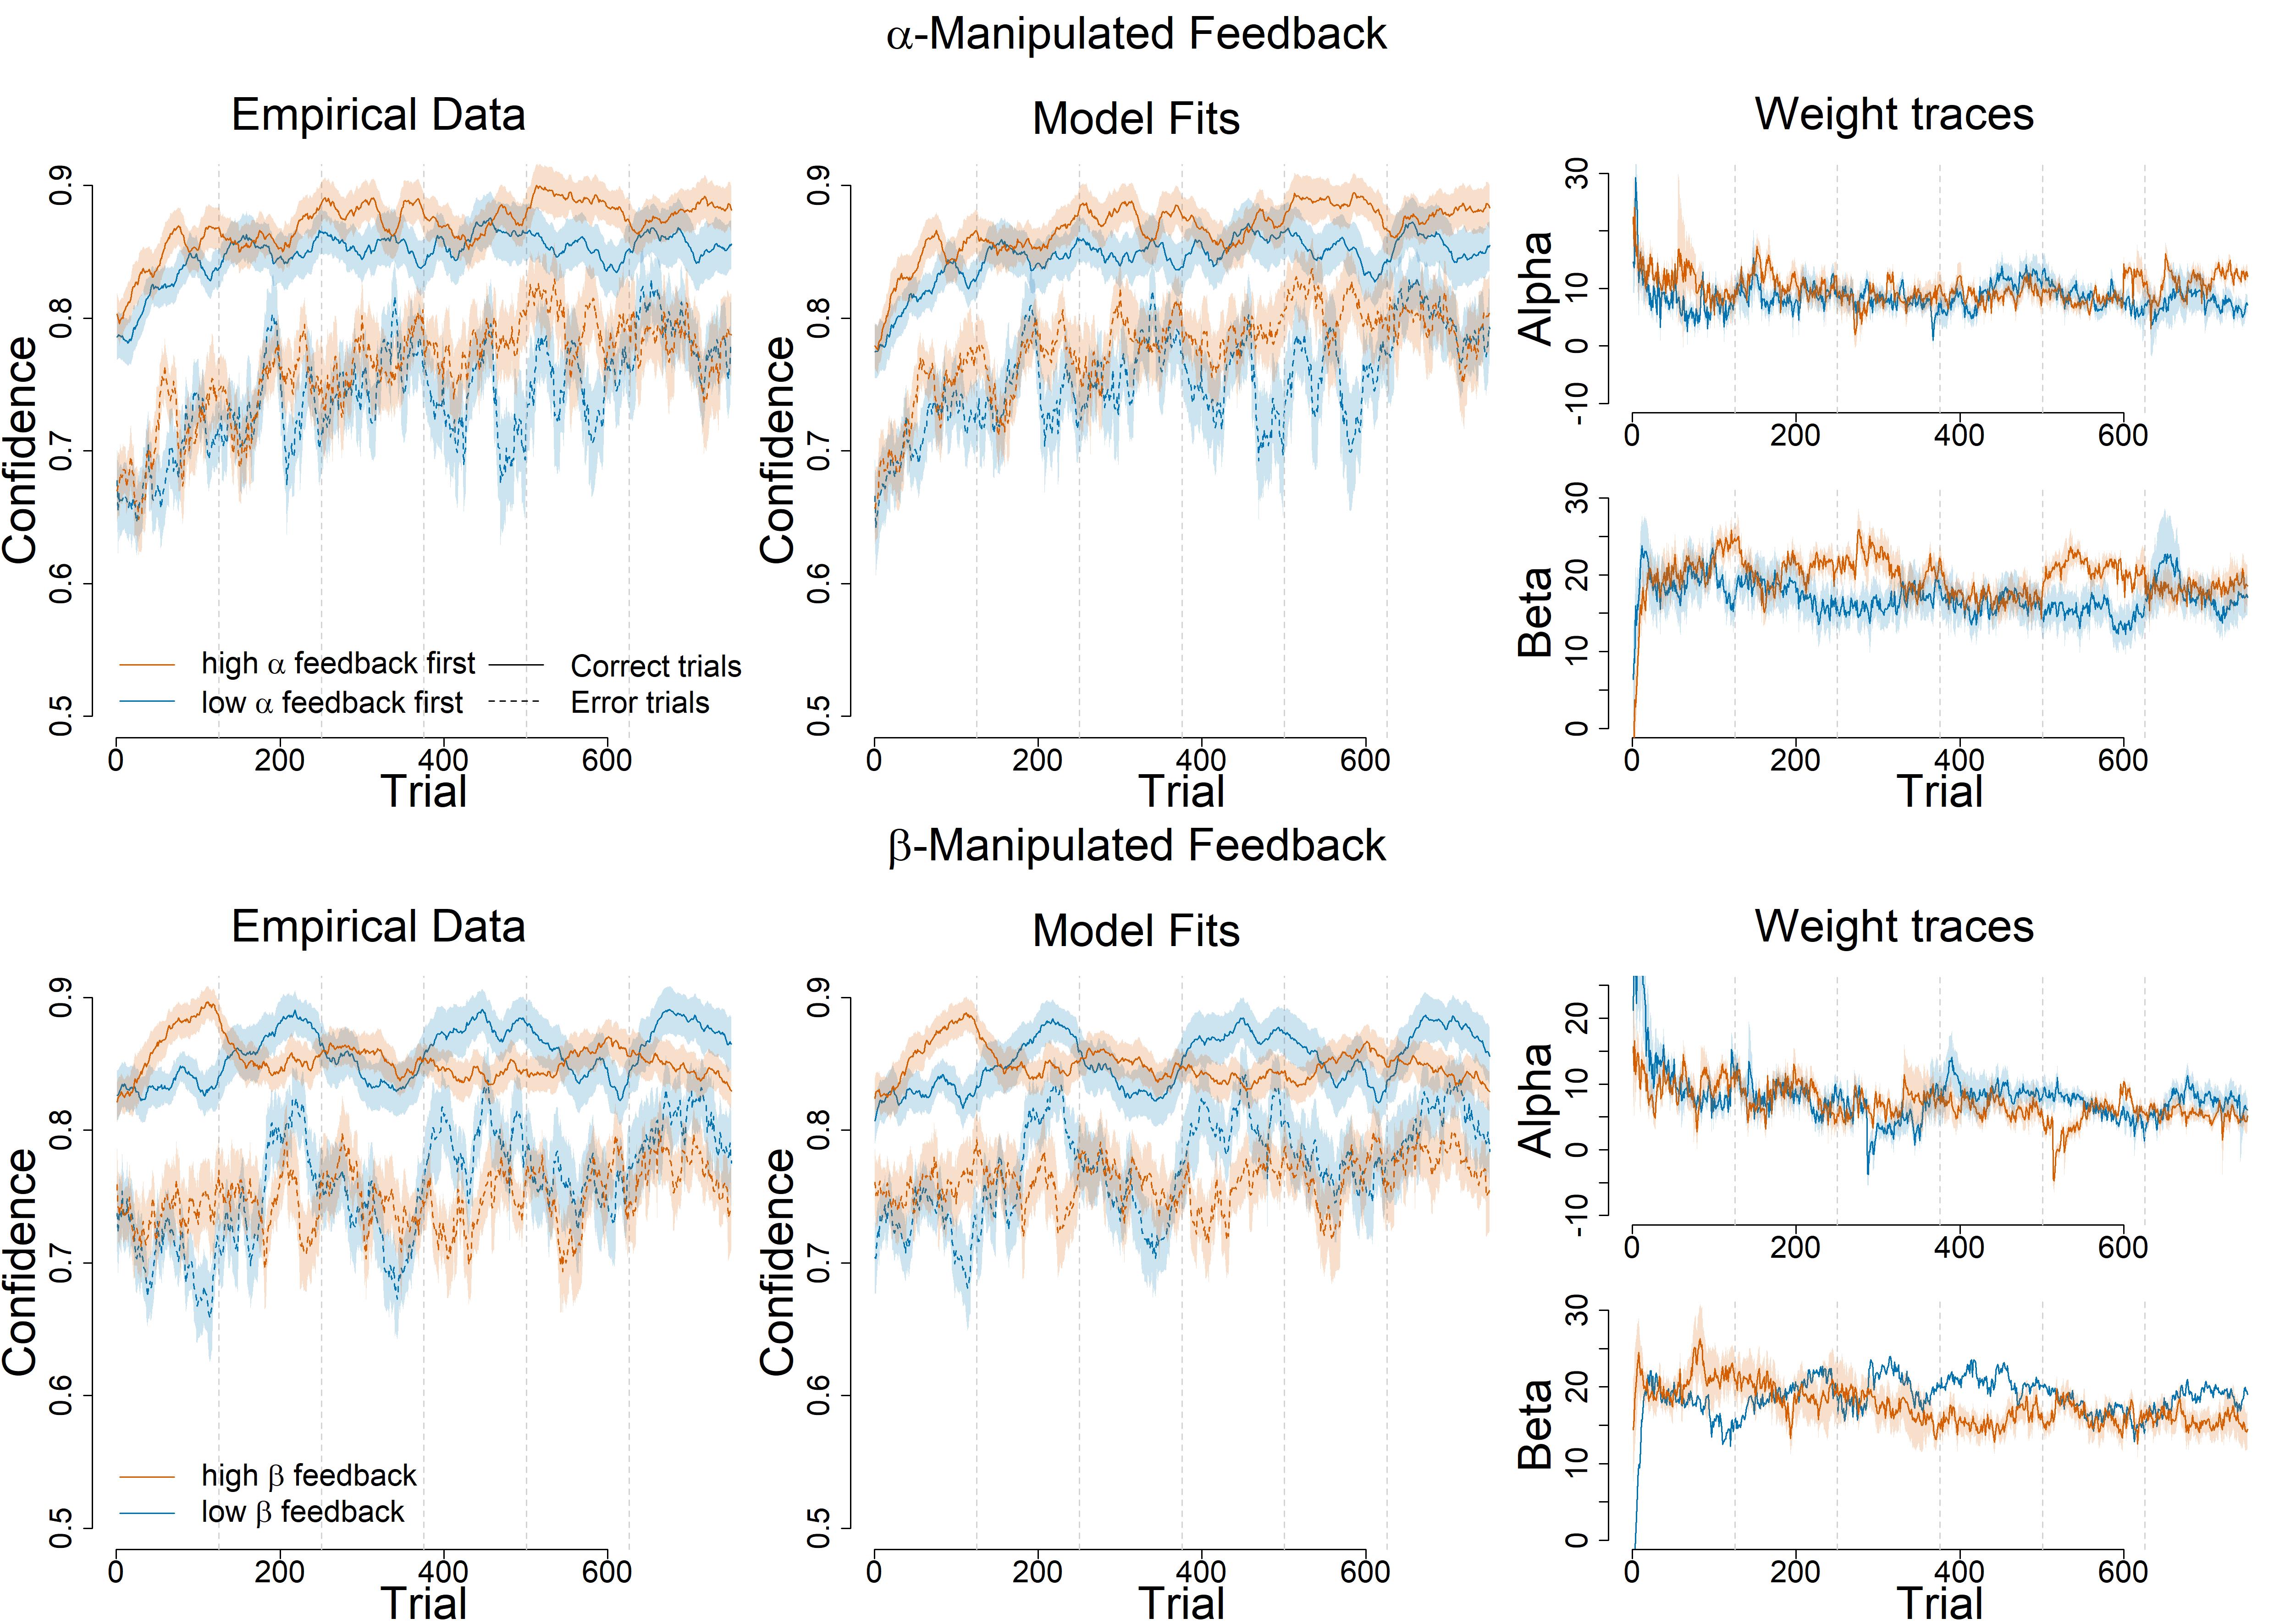 α-Manipulated Feedback
Empirical Data
Model Fits
Weight traces
Confidence
0.5 0.6 0.7 0.8 0.9
high α feedback first
low α feedback first
Correct trials
Error trials
0 200 400 600
Trial
Confidence
0.5 0.6 0.7 0.8 0.9
0 200 400 600
Trial
Alpha
-10 0 10 30
0 200 400 600
Beta
0 10 20 30
0 200 400 600
Trial
β-Manipulated Feedback
Empirical Data
Model Fits
Weight traces
Confidence
0.5 0.6 0.7 0.8 0.9
high β feedback
low β feedback
0 200 400 600
Trial
Confidence
0.5 0.6 0.7 0.8 0.9
0 200 400 600
Trial
Alpha
-10 0 10 20
0 200 400 600
Beta
0 10 20 30
0 200 400 600
Trial